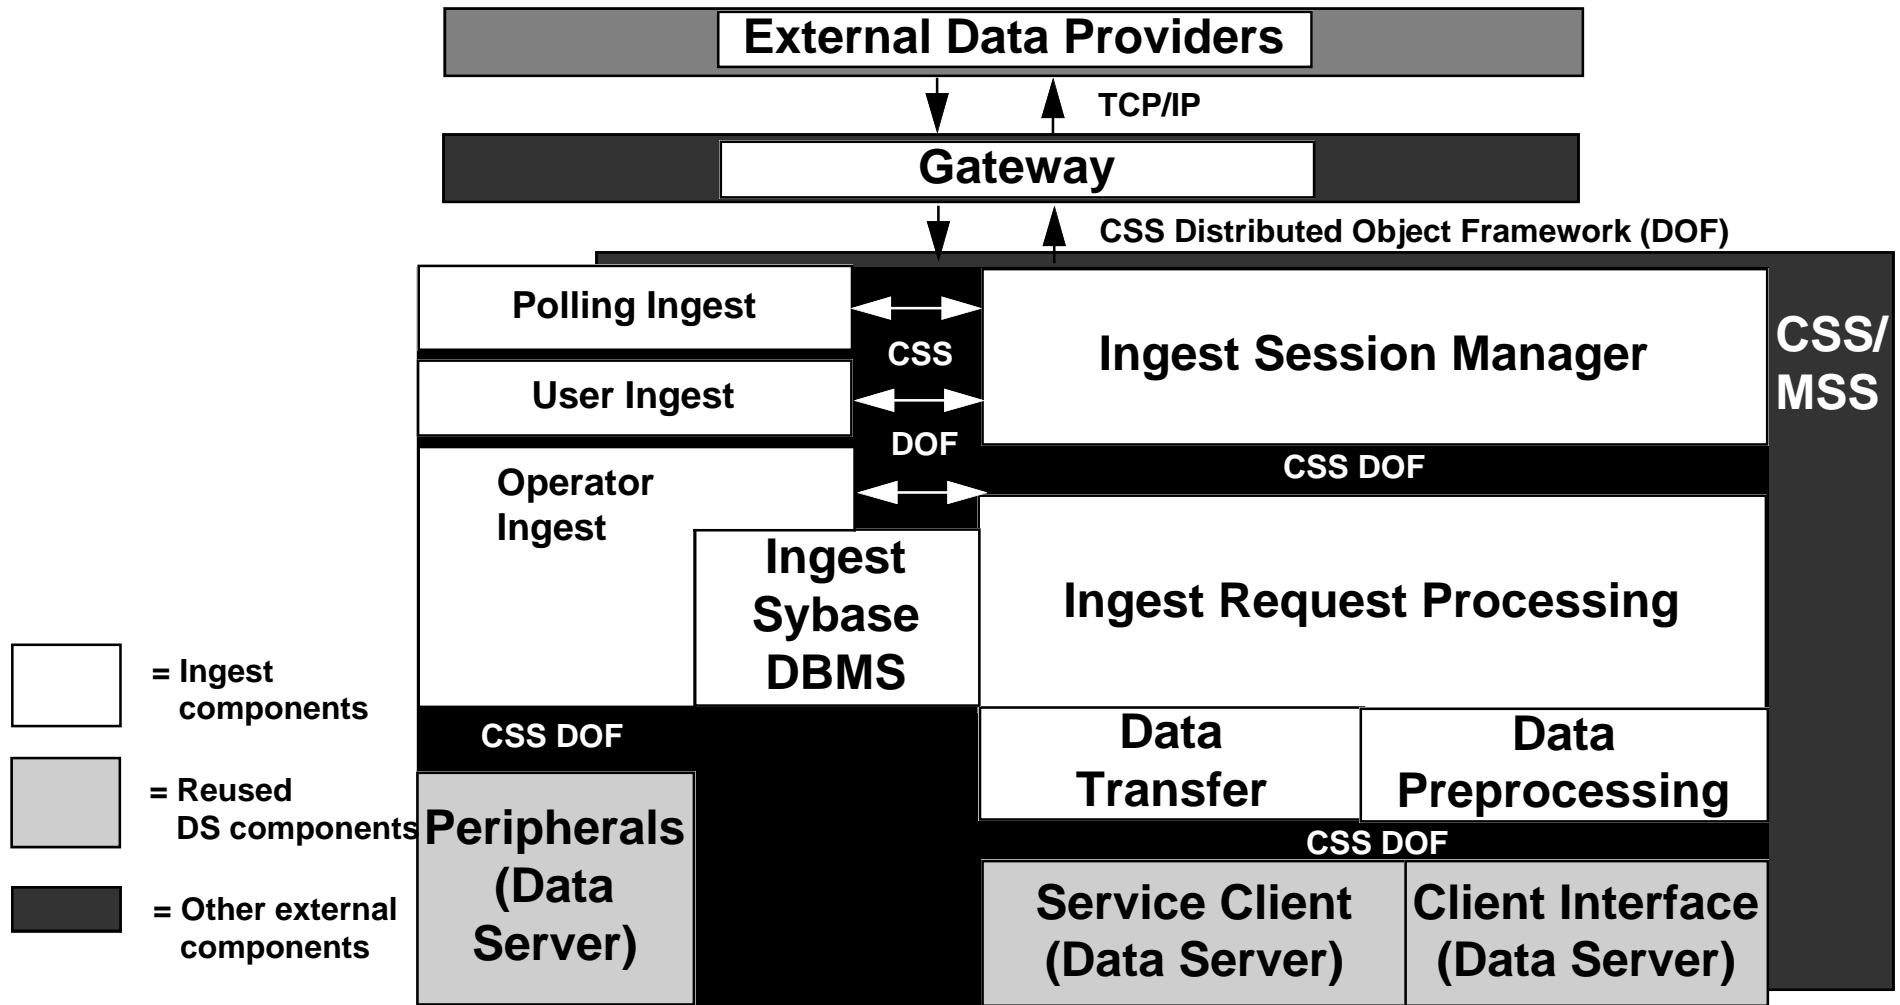 External Data Providers
TCP/IP
Gateway
CSS Distributed Object Framework (DOF)
Polling Ingest
CSS
User Ingest
DOF
Ingest Session Manager
CSS/
MSS
CSS DOF
Operator
Ingest
Ingest
Sybase
DBMS
Ingest Request Processing
= Ingest
components
CSS DOF
Data
Transfer
Data
Preprocessing
= Reused
DS components
Peripherals
(Data
Server)
CSS DOF
Service Client
(Data Server)
Client Interface
(Data Server)
= Other external
components